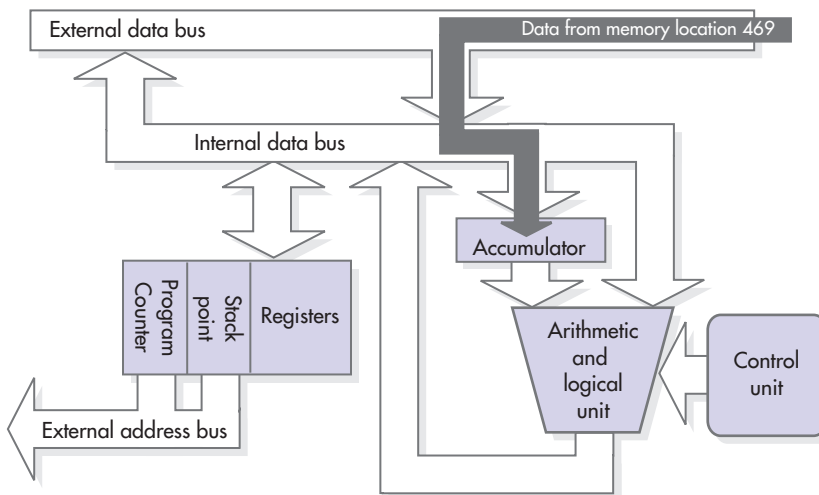 External data bus
Data from memory location 469
Internal data bus
Accumulator
Program
Counter
Stack
point
Registers
Arithmetic
and
logical
unit
Control
unit
External address bus